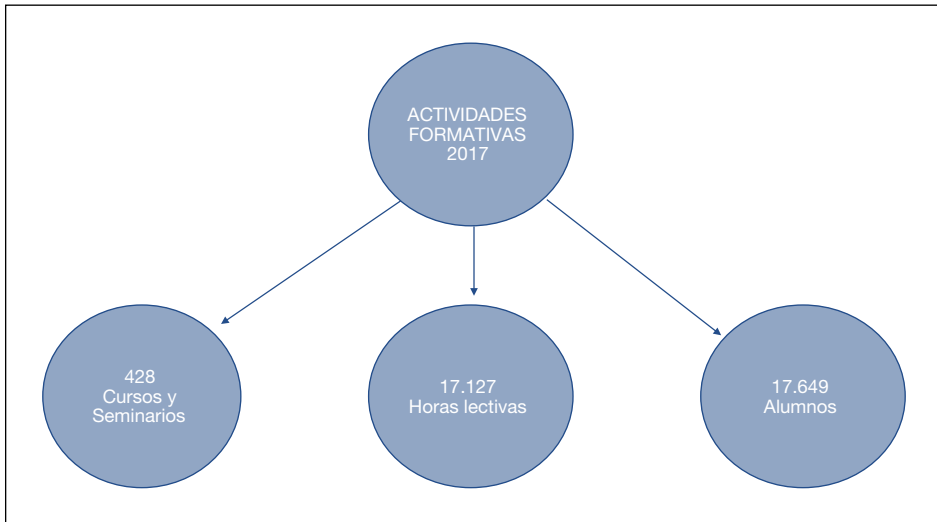 ACTIVIDADES
FORMATIVAS
2017
428
Cursos y
Seminarios
17.127
Horas lectivas
17.649
Alumnos